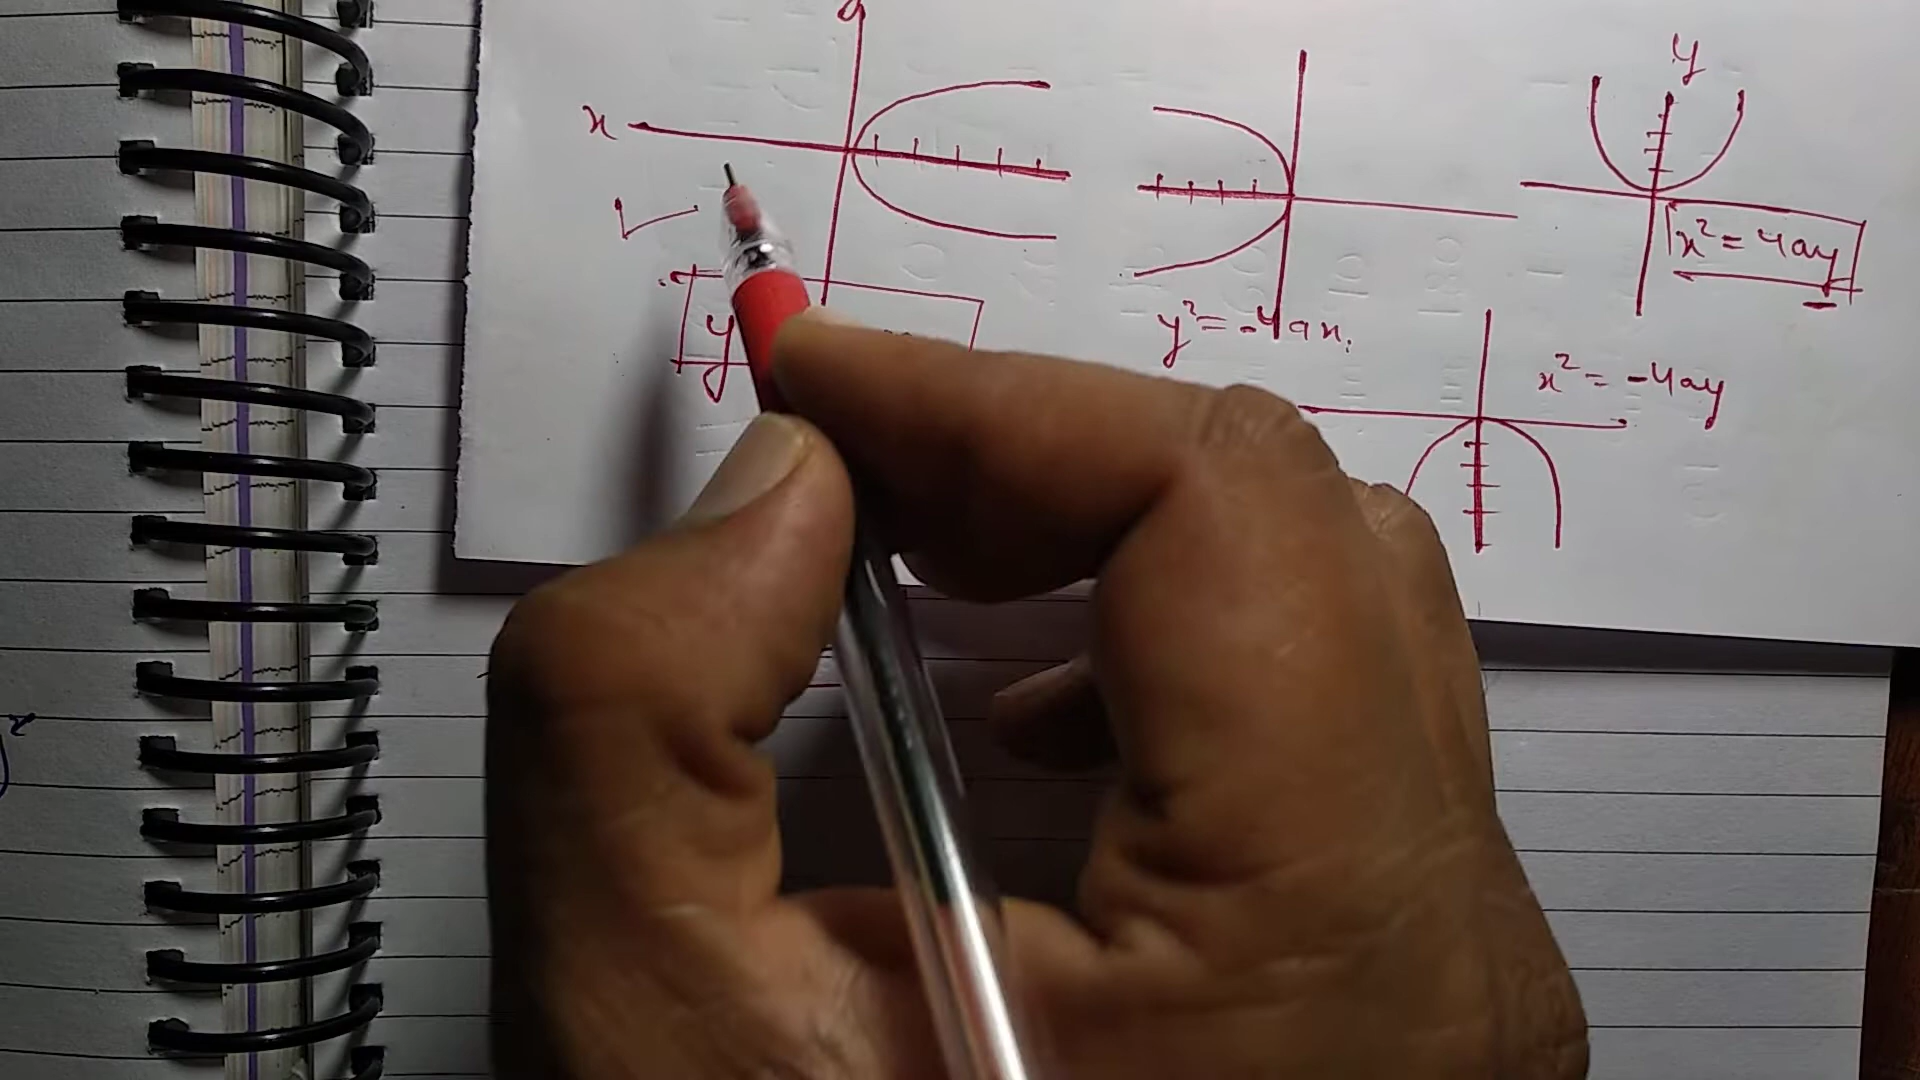 y
x
y
x² = 4ay
y
y² = -4ax
x² = -4ay